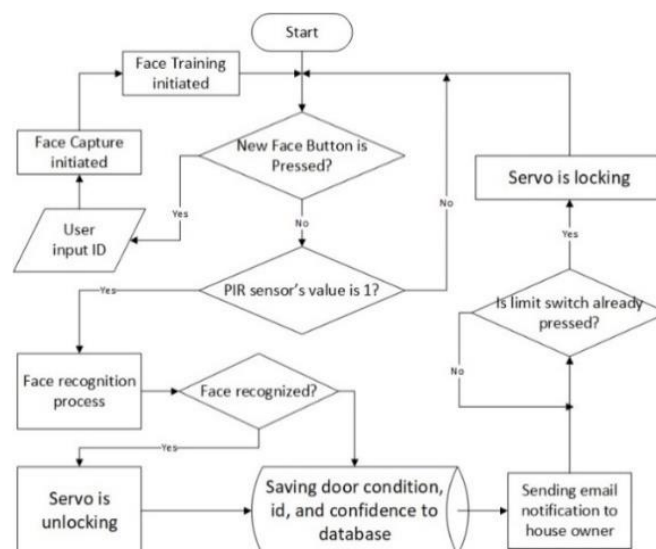 Start
Face Training
initiated
Face Capture
initiated
New Face Button is
Pressed?
Servo is locking
No
Yes
User
input ID
No
Yes
PIR sensor's value is 1?
Is limit switch already
pressed?
Yes
No
Face recognition
process
Face recognized?
Yes
Servo is
unlocking
Saving door condition,
id, and confidence to
database
Sending email
notification to
house owner